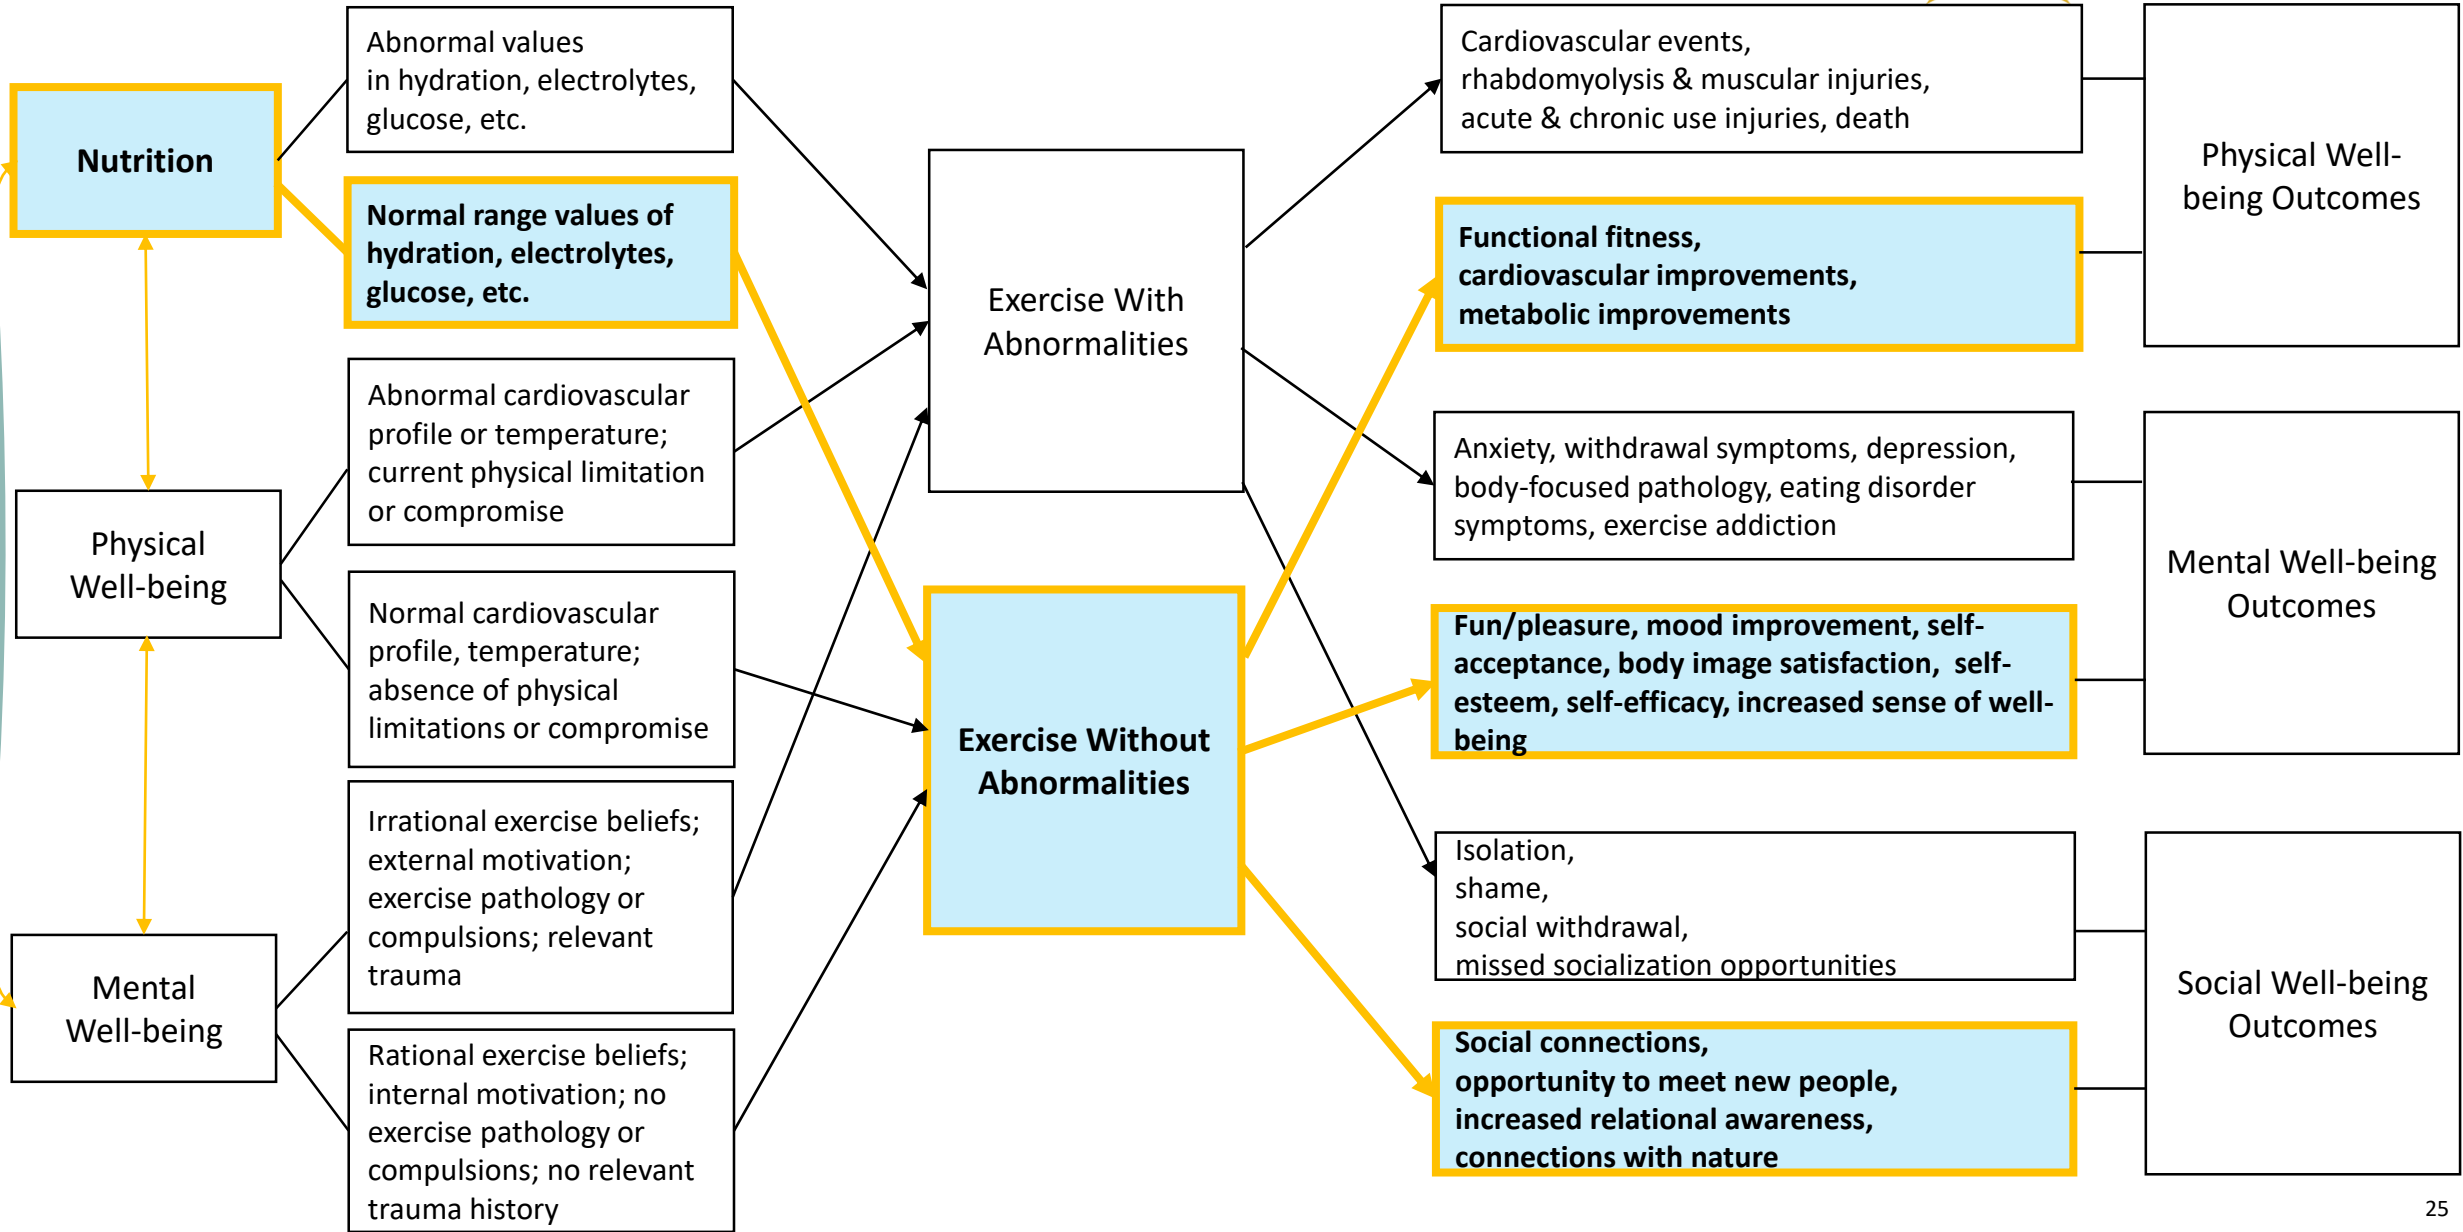 Nutrition
Physical
Well-being
Mental
Well-being
Abnormal values
in hydration, electrolytes,
glucose, etc.
Normal range values of
hydration, electrolytes,
glucose, etc.
Abnormal cardiovascular
profile or temperature;
current physical limitation
or compromise
Normal cardiovascular
profile, temperature;
absence of physical
limitations or compromise
Irrational exercise beliefs;
external motivation;
exercise pathology or
compulsions; relevant
trauma
Rational exercise beliefs;
internal motivation; no
exercise pathology or
compulsions; no relevant
trauma history
Exercise With
Abnormalities
Exercise Without
Abnormalities
Cardiovascular events,
rhabdomyolysis & muscular injuries,
acute & chronic use injuries, death
Functional fitness,
cardiovascular improvements,
metabolic improvements
Anxiety, withdrawal symptoms, depression,
body-focused pathology, eating disorder
symptoms, exercise addiction
Fun/pleasure, mood improvement, self-
acceptance, body image satisfaction,  self-
esteem, self-efficacy, increased sense of well-
being
Isolation,
shame,
social withdrawal,
missed socialization opportunities
Social connections,
opportunity to meet new people,
increased relational awareness,
connections with nature
Physical Well-
being Outcomes
Mental Well-being
Outcomes
Social Well-being
Outcomes
25